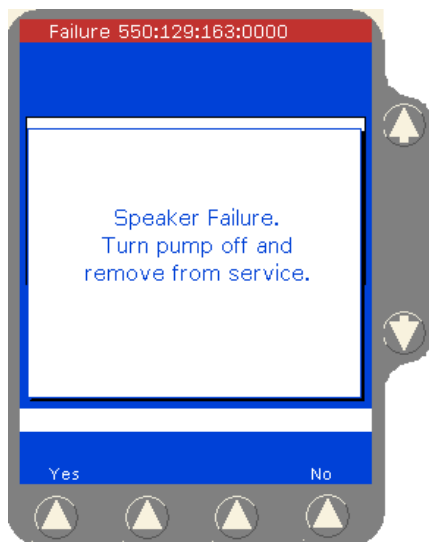 Failure 550:129:163:0000
Speaker Failure.
Turn pump off and
remove from service.
Yes No